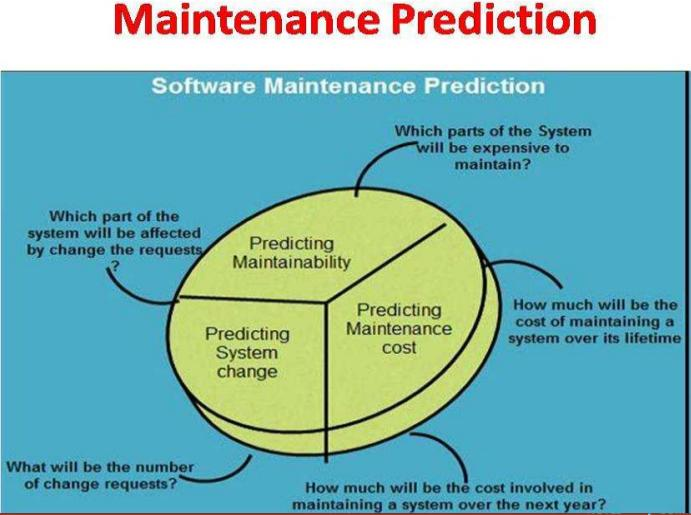 Maintenance Prediction
Software Maintenance Prediction
Which parts of the System
will be expensive to
maintain?
Which part of the
system will be affected
by change the requests
?
Predicting
Maintainability
Predicting
Maintenance
cost
Predicting
System
change
How much will be the
cost of maintaining a
system over its lifetime
What will be the number
of change requests?
How much will be the cost involved in
maintaining a system over the next year?